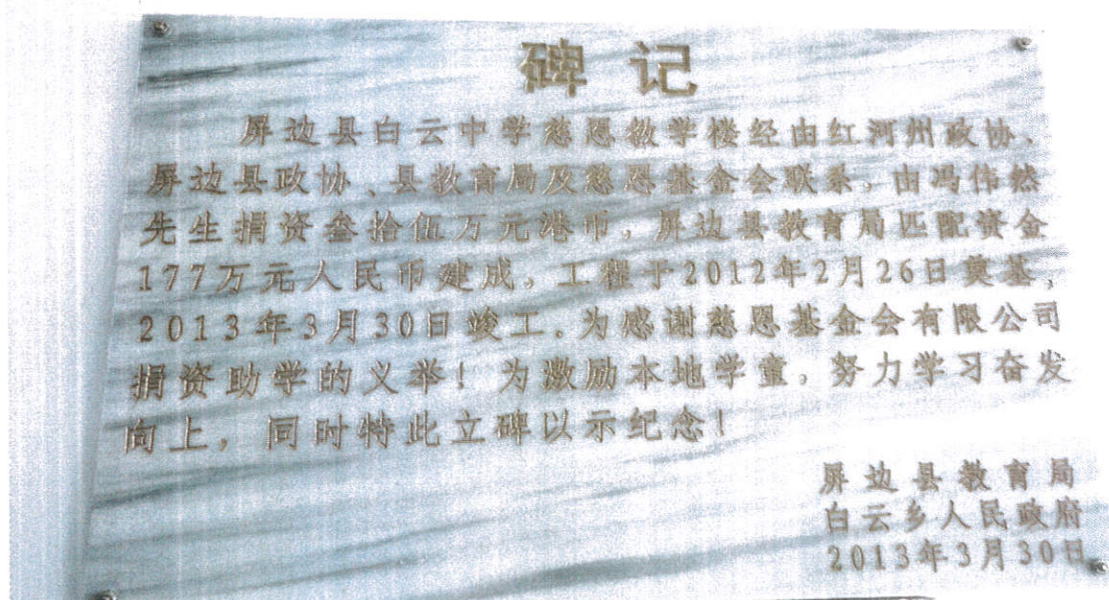 碑记
屏边县白云中学慈恩教学楼经由红河州政协、
屏边县政协、县教育局及慈恩基金会联系，由冯伟然
先生捐资叁拾伍万元港币，屏边县教育局匹配资金
177万元人民币建成。工程于2012年2月26日奠基，
2013年3月30日竣工。为感谢慈恩基金会有限公司
捐资助学的义举！为激励本地学童，努力学习奋发
向上，同时特此立碑以示纪念！
屏边县教育局
白云乡人民政府
2013年3月30日